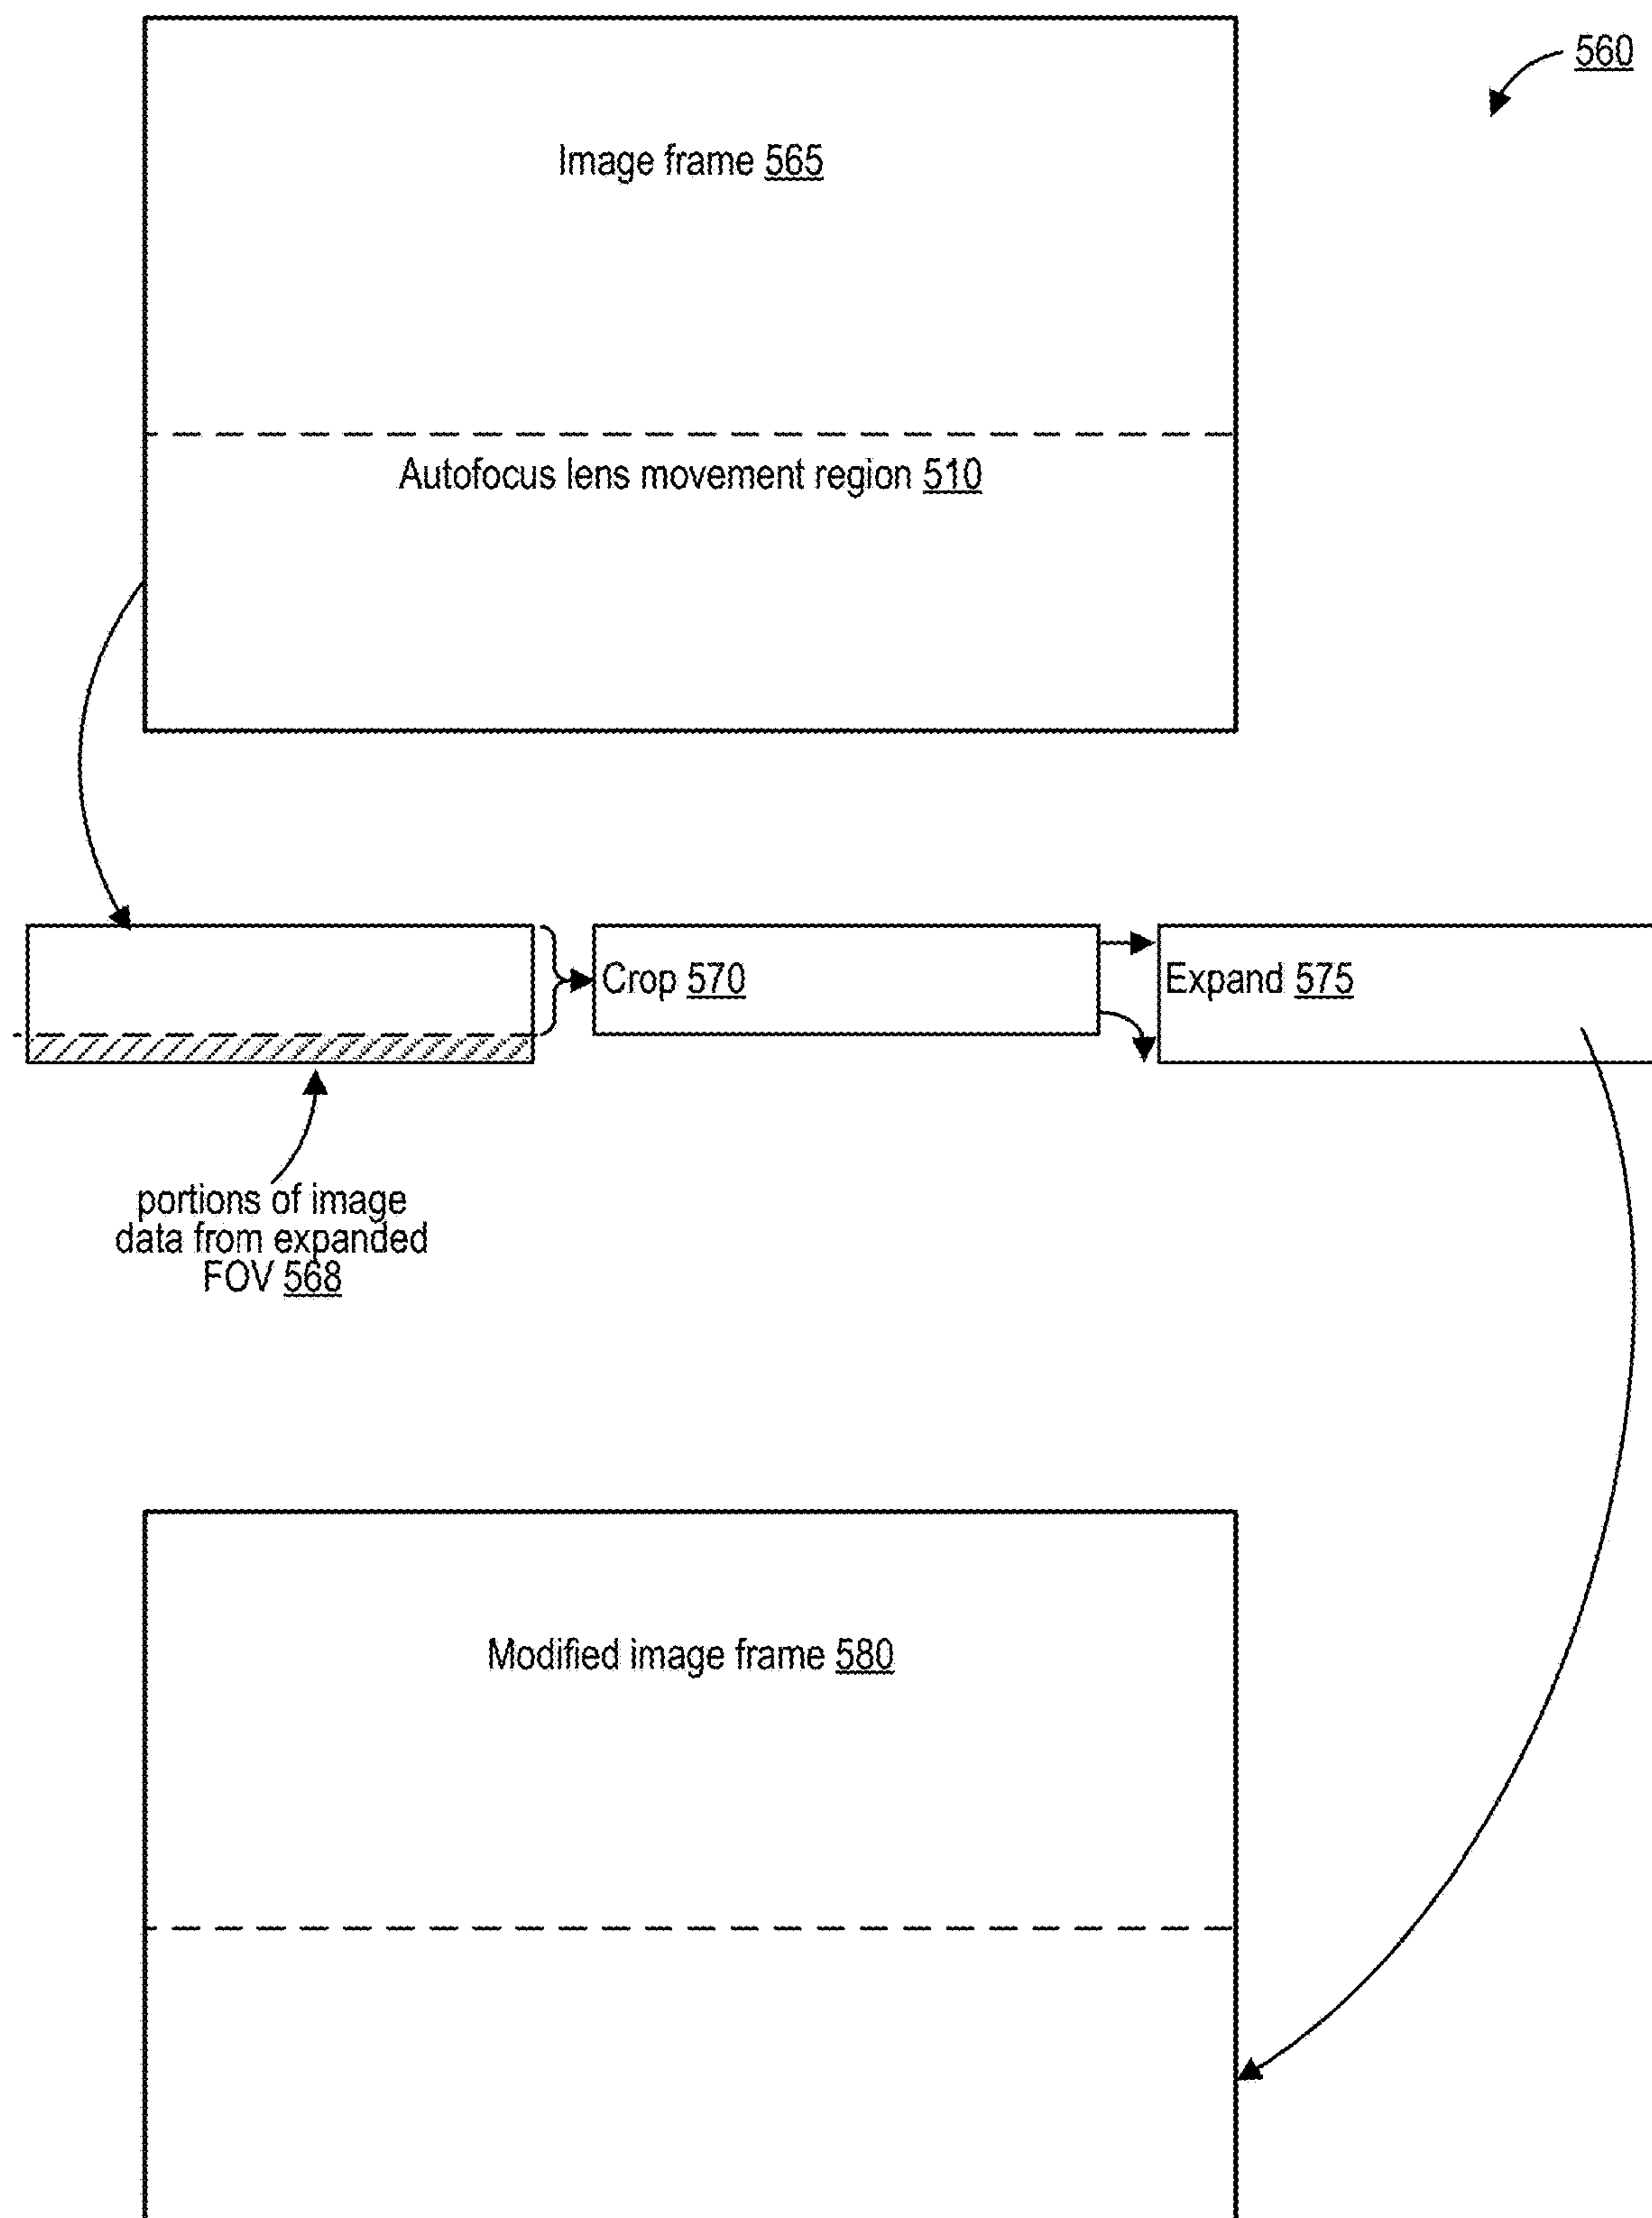 560
Image frame 565
Autofocus lens movement region 510
Crop 570
Expand 575
portions of image
data from expanded
FOV 568
Modified image frame 580